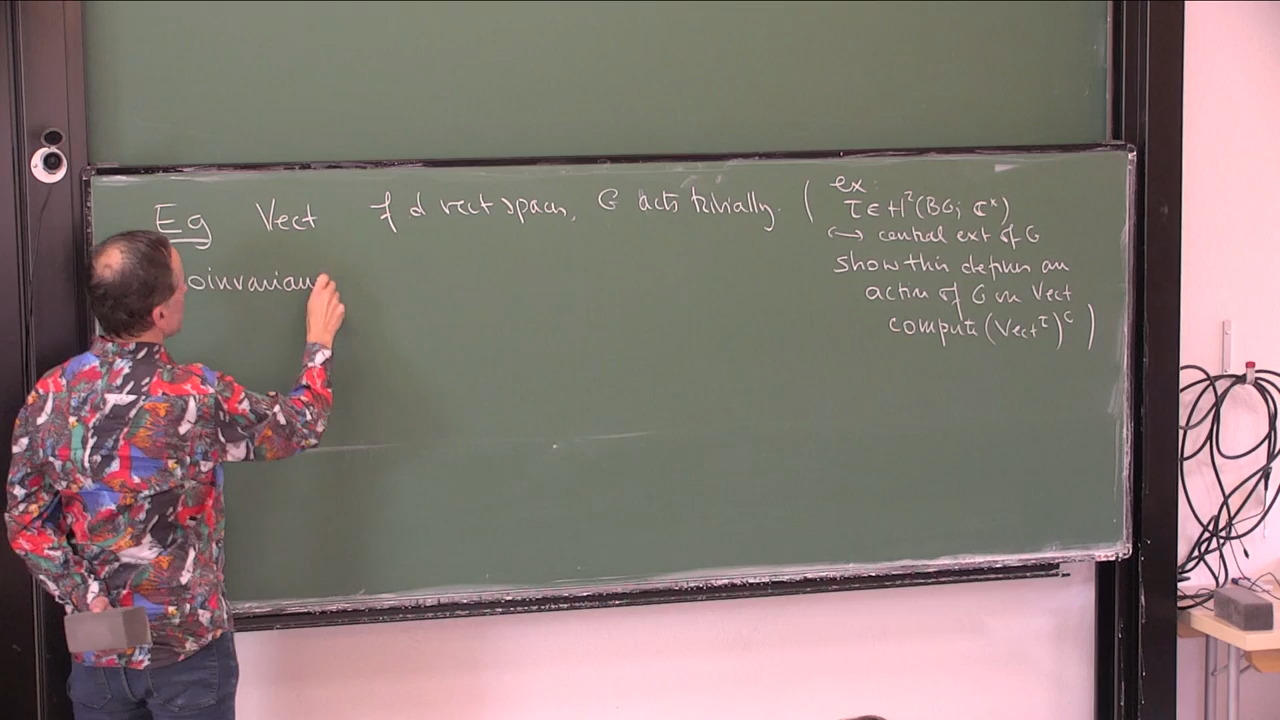 Eg Vect f d vect spaces, G acts trivially. (
ex:
τ ∈ H²(BG; ℂ×)
↔ central ext of G
show this defines an
action of G on Vect
compute (Vect^τ)^G )
oinvarian